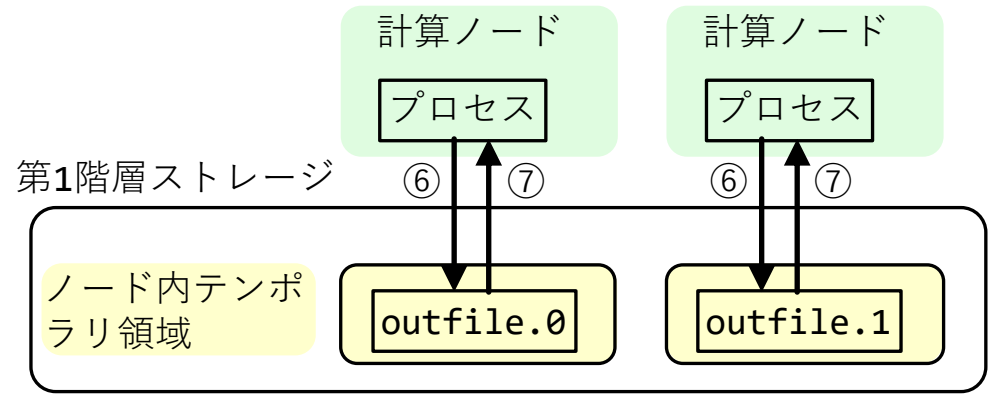 計算ノード
計算ノード
プロセス
プロセス
第1階層ストレージ
⑥
⑦
⑥
⑦
ノード内テンポ
ラリ領域
outfile.0
outfile.1